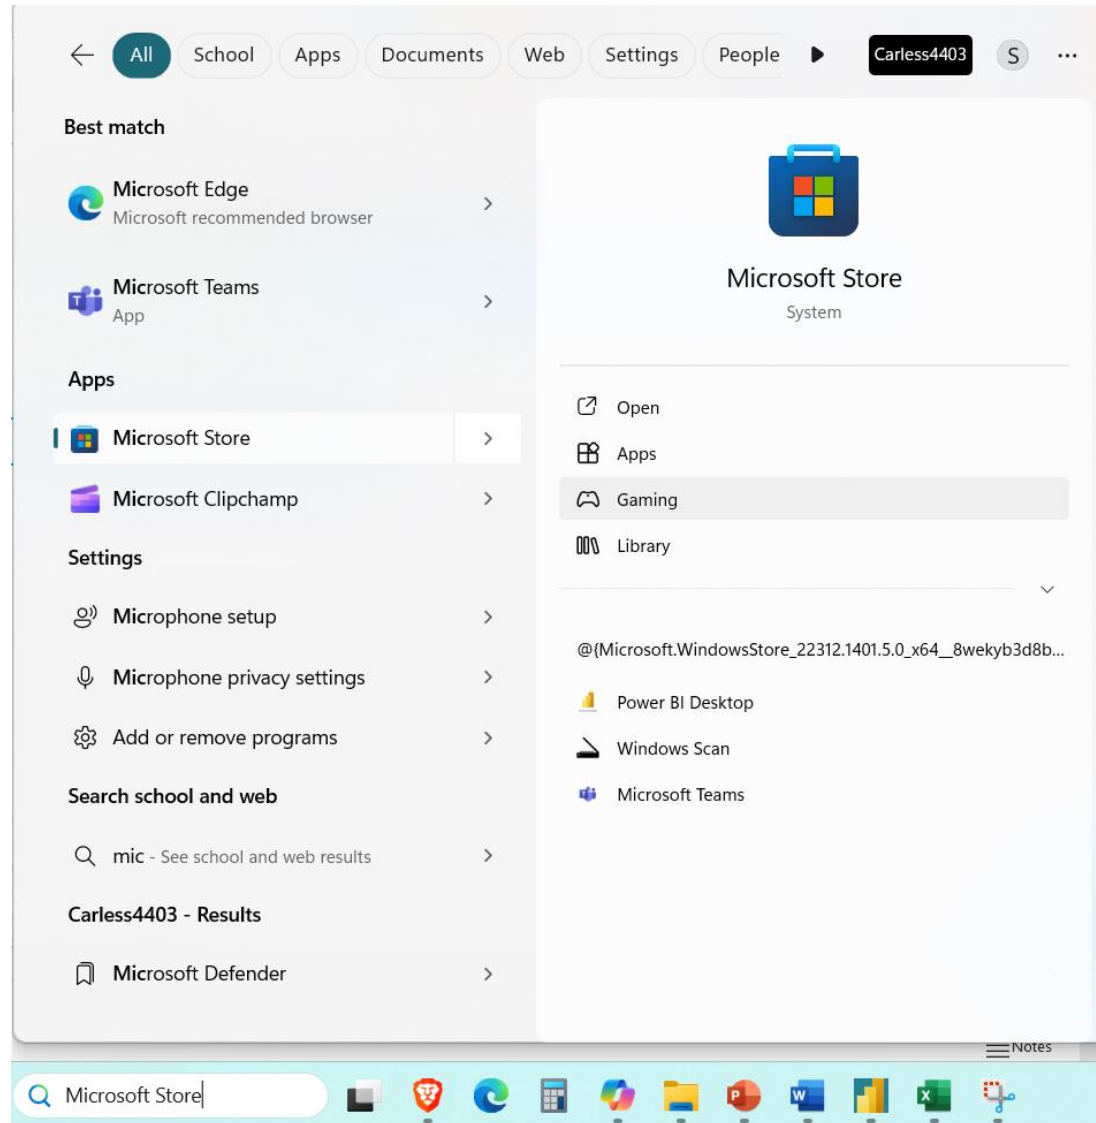 All School Apps Documents Web Settings People Carless4403 S ...
Best match
Microsoft Edge
Microsoft recommended browser
Microsoft Teams
App
Apps
Microsoft Store
Microsoft Clipchamp
Settings
Microphone setup
Microphone privacy settings
Add or remove programs
Search school and web
mic - See school and web results
Carless4403 - Results
Microsoft Defender
Microsoft Store
System
Open
Apps
Gaming
Library
@{Microsoft.WindowsStore_22312.1401.5.0_x64__8wekyb3d8b...
Power BI Desktop
Windows Scan
Microsoft Teams
Notes
Microsoft Store